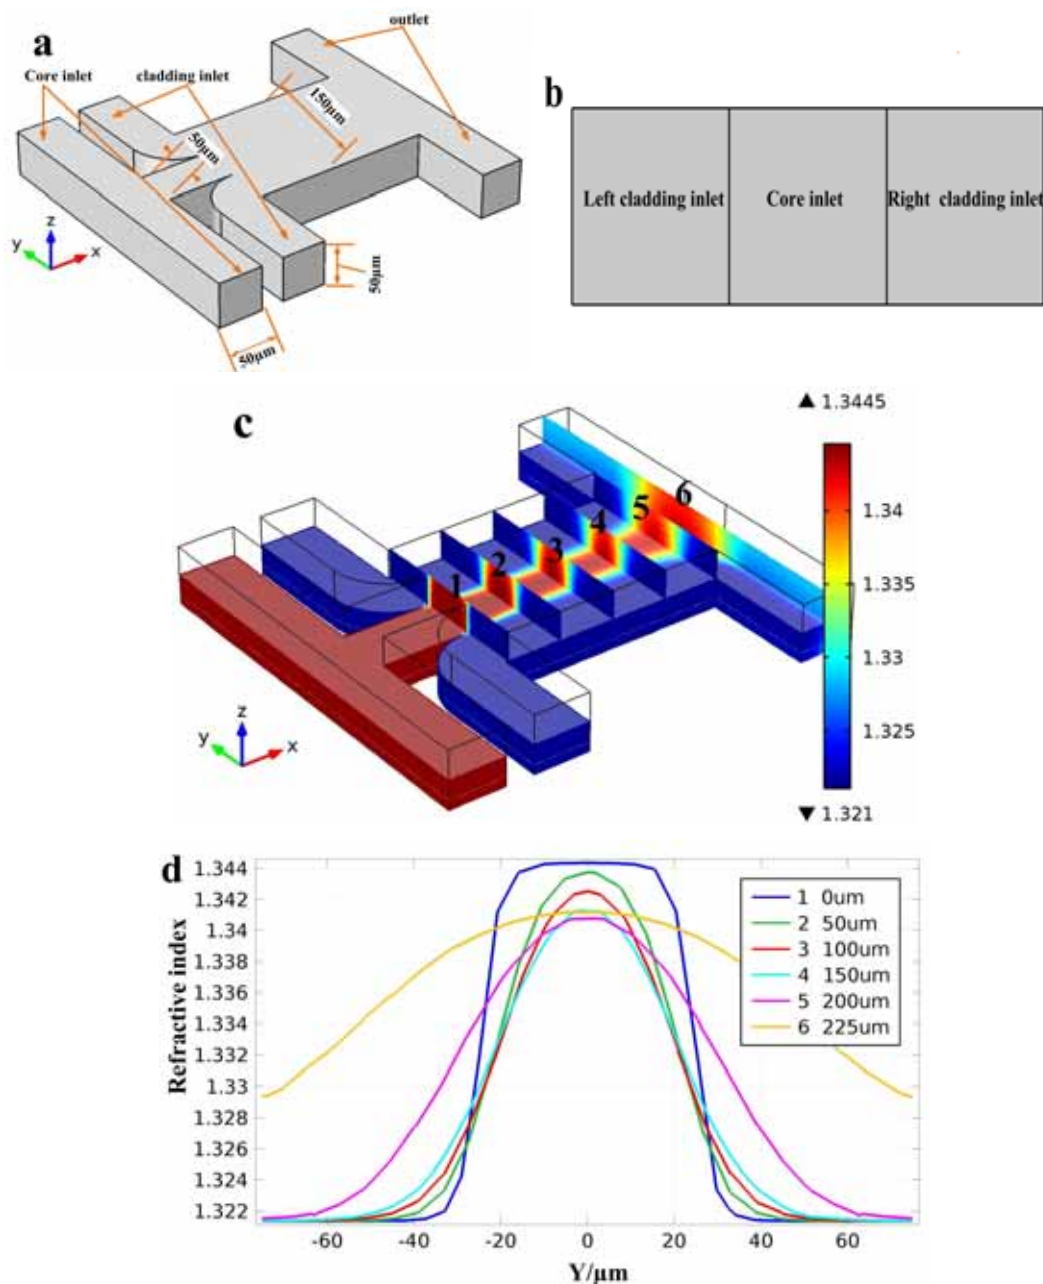 a
outlet
Core inlet
cladding inlet
150μm
50μm
z
y
x
50μm
50μm
b
Left cladding inlet
Core inlet
Right cladding inlet
c
▲ 1.3445
6
5
4
3
2
1
1.34
1.335
1.33
1.325
▼ 1.321
z
y
x
d
1.344
1.342
1.34
1.338
1.336
1.334
1.332
1.33
1.328
1.326
1.324
1.322
Refractive index
1 0um
2 50um
3 100um
4 150um
5 200um
6 225um
-60 -40 -20 0 20 40 60
Y/μm